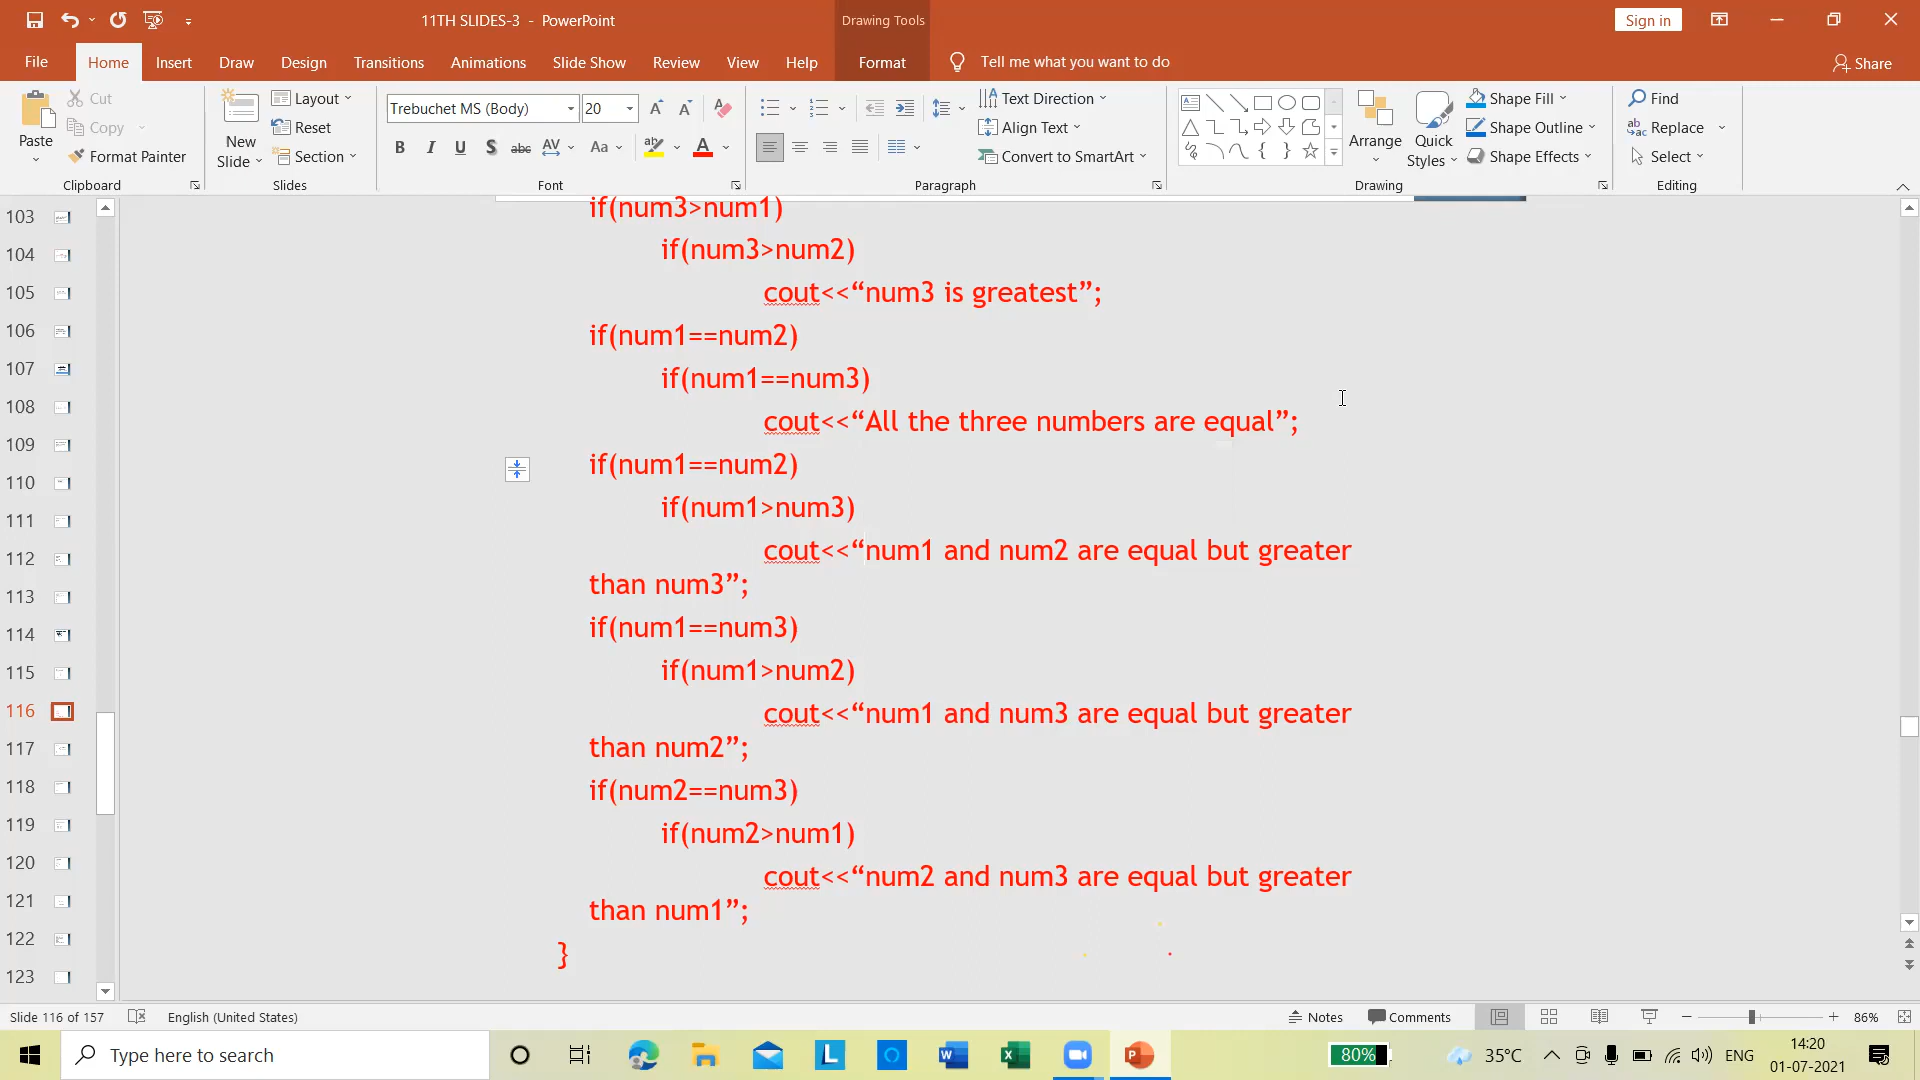 11TH SLIDES-3 - PowerPoint
Drawing Tools
Sign in
File Home Insert Draw Design Transitions Animations Slide Show Review View Help Format Tell me what you want to do Share
Paste
Cut
Copy
Format Painter
Clipboard
New Slide
Layout
Reset
Section
Slides
Trebuchet MS (Body) 20
B I U S abc AV Aa A
Font
Text Direction
Align Text
Convert to SmartArt
Paragraph
Arrange
Quick Styles
Shape Fill
Shape Outline
Shape Effects
Drawing
Find
Replace
Select
Editing
103
104
105
106
107
108
109
110
111
112
113
114
115
116
117
118
119
120
121
122
123
if(num3>num1)
if(num3>num2)
cout<<“num3 is greatest”;
if(num1==num2)
if(num1==num3)
cout<<“All the three numbers are equal”;
if(num1==num2)
if(num1>num3)
cout<<“num1 and num2 are equal but greater
than num3”;
if(num1==num3)
if(num1>num2)
cout<<“num1 and num3 are equal but greater
than num2”;
if(num2==num3)
if(num2>num1)
cout<<“num2 and num3 are equal but greater
than num1”;
}
Slide 116 of 157 English (United States) Notes Comments 86%
Type here to search
80% 35°C ENG
14:20
01-07-2021